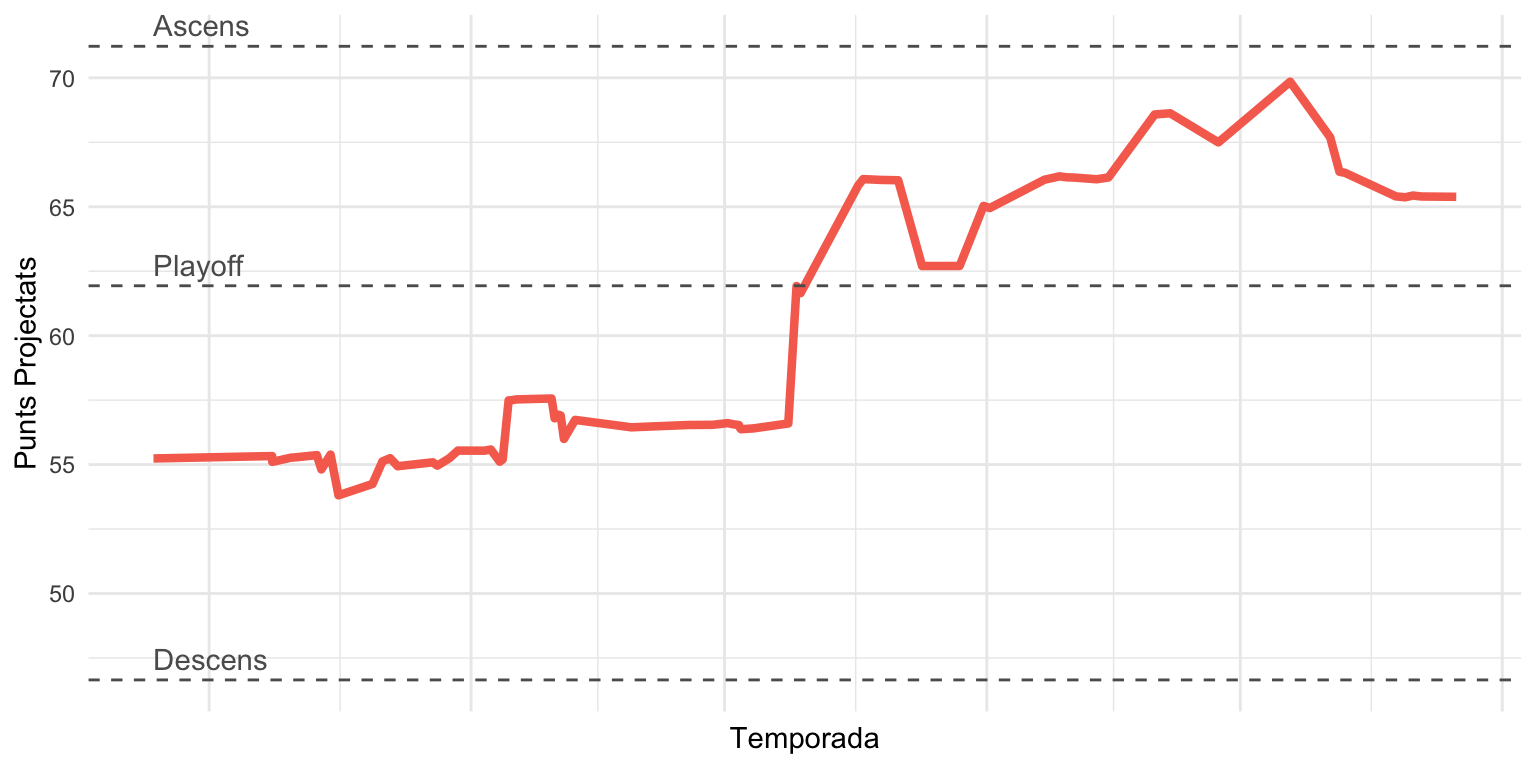 Ascens
70
65
Playoff
60
55
50
Descens
Punts Projectats
Temporada